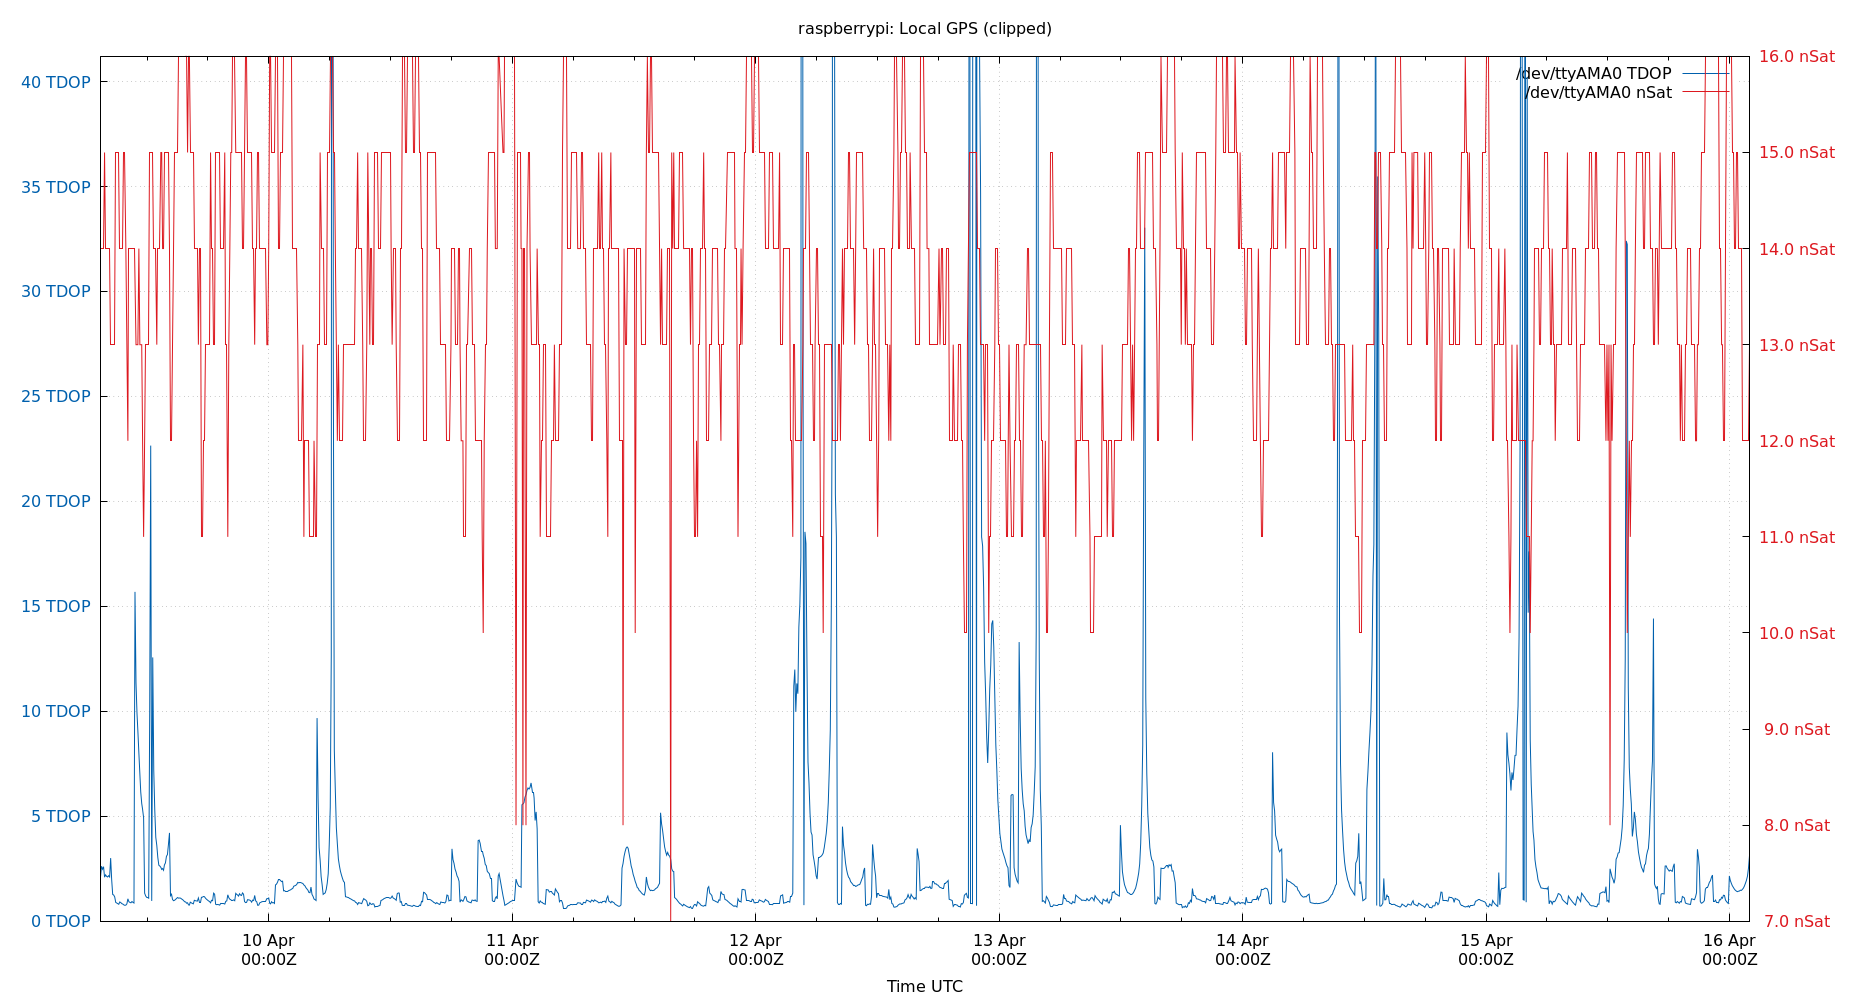 raspberrypi: Local GPS (clipped)
40 TDOP
35 TDOP
30 TDOP
25 TDOP
20 TDOP
15 TDOP
10 TDOP
5 TDOP
0 TDOP
/dev/ttyAMA0 TDOP
/dev/ttyAMA0 nSat
16.0 nSat
15.0 nSat
14.0 nSat
13.0 nSat
12.0 nSat
11.0 nSat
10.0 nSat
9.0 nSat
8.0 nSat
7.0 nSat
10 Apr 11 Apr 12 Apr 13 Apr 14 Apr 15 Apr 16 Apr
00:00Z 00:00Z 00:00Z 00:00Z 00:00Z 00:00Z 00:00Z
Time UTC